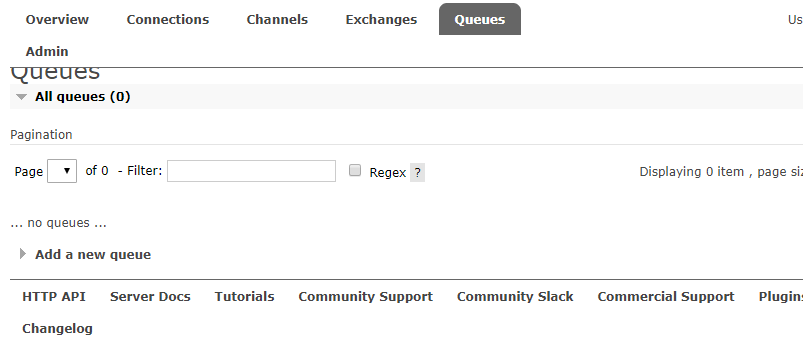 Overview Connections Channels Exchanges Queues Us
Admin
Queues
All queues (0)
Pagination
Page of 0 - Filter: Regex ? Displaying 0 item , page siz
... no queues ...
Add a new queue
HTTP API Server Docs Tutorials Community Support Community Slack Commercial Support Plugins
Changelog